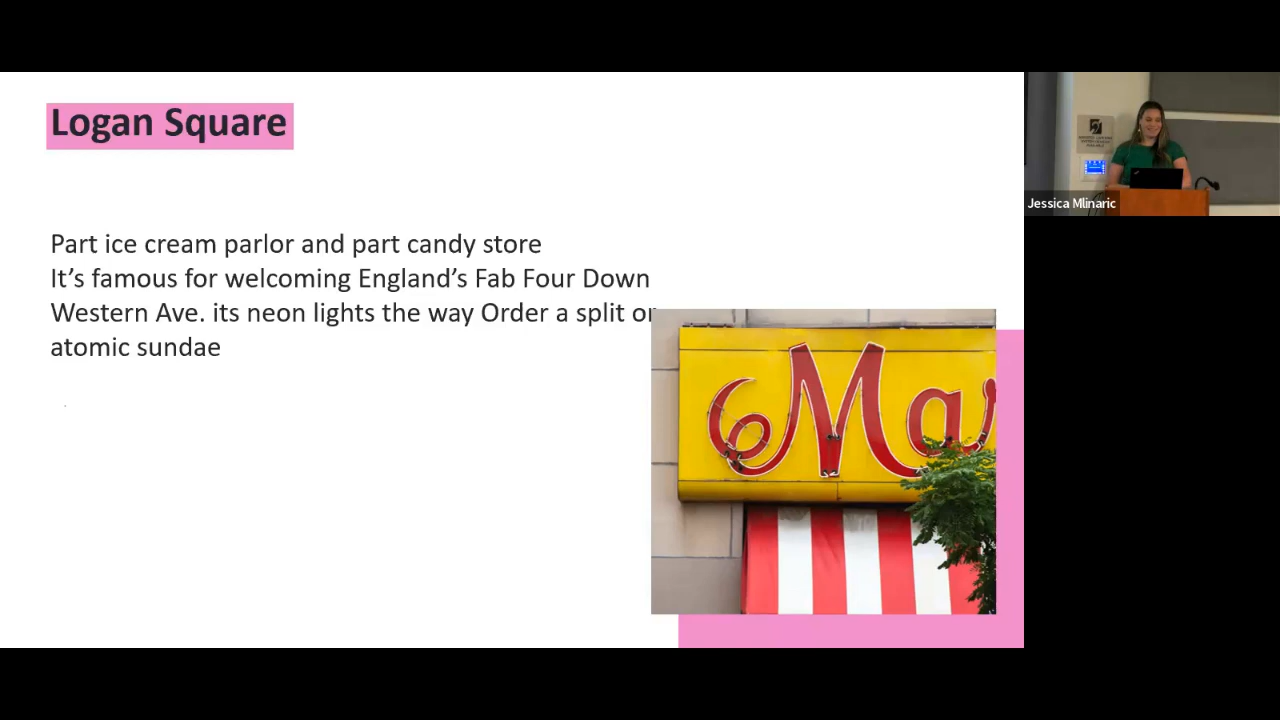 Logan Square
Part ice cream parlor and part candy store
It’s famous for welcoming England’s Fab Four Down
Western Ave. its neon lights the way Order a split or
atomic sundae
Ma
Jessica Mlinaric